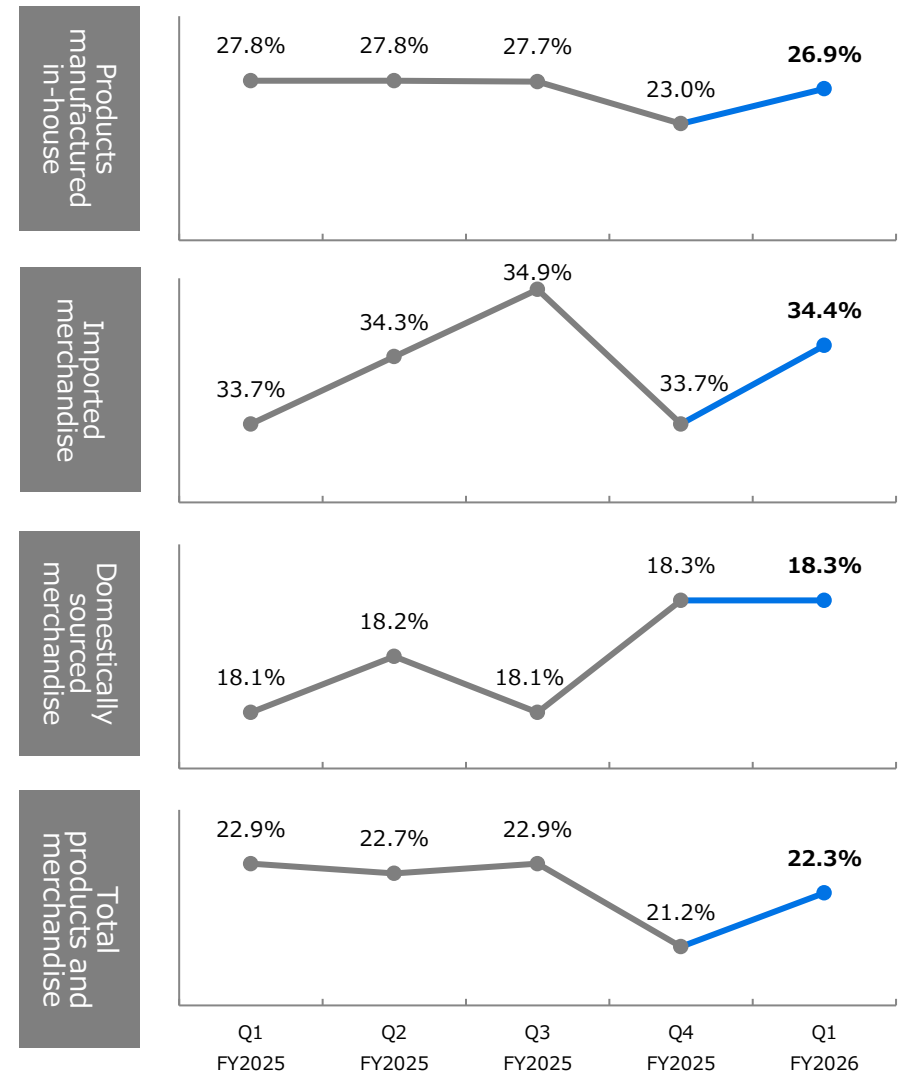 Products
manufactured
in-house
27.8%
27.8%
27.7%
23.0%
26.9%
Imported
merchandise
33.7%
34.3%
34.9%
33.7%
34.4%
Domestically
sourced
merchandise
18.1%
18.2%
18.1%
18.3%
18.3%
Total
products and
merchandise
22.9%
22.7%
22.9%
21.2%
22.3%
Q1
FY2025
Q2
FY2025
Q3
FY2025
Q4
FY2025
Q1
FY2026